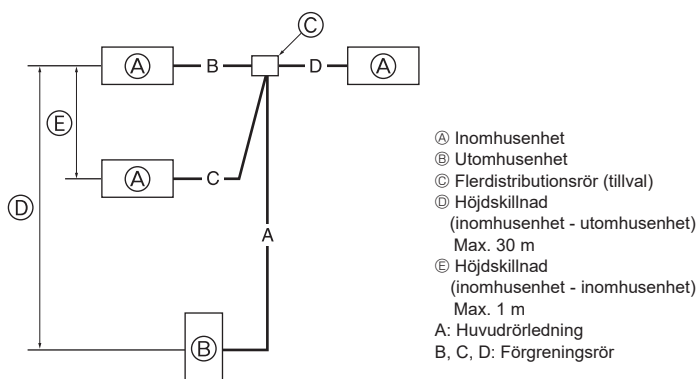 Ⓒ
Ⓐ B D Ⓐ
Ⓔ
Ⓐ C
Ⓓ
A
Ⓑ
Ⓐ Inomhusenhet
Ⓑ Utomhusenhet
Ⓒ Flerdistributionsrör (tillval)
Ⓓ Höjdskillnad
(inomhusenhet - utomhusenhet)
Max. 30 m
Ⓔ Höjdskillnad
(inomhusenhet - inomhusenhet)
Max. 1 m
A: Huvudrörledning
B, C, D: Förgreningsrör